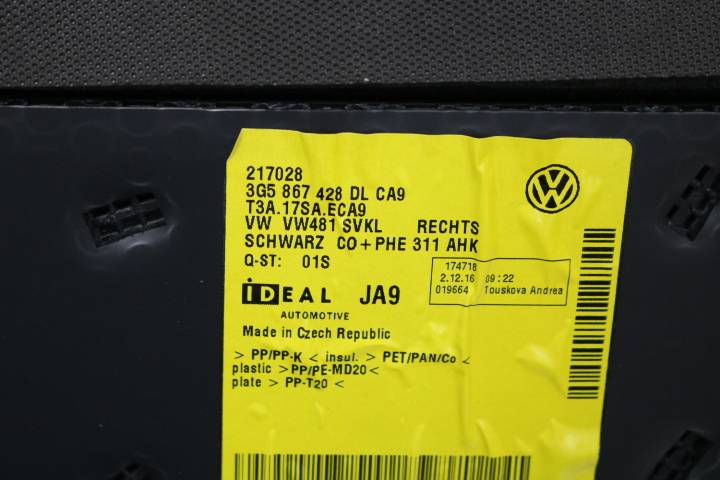 217028
3G5 867 428 DL CA9
T3A.17SA.ECA9
VW VW481 SVKL RECHTS
SCHWARZ CO+PHE 311 AHK
Q-ST: 01S
174718
2.12.16 09:22
019664 Touskova Andrea
iDEAL JA9
AUTOMOTIVE
Made in Czech Republic
> PP/PP-K < insul. > PET/PAN/Co <
plastic >PP/PE-MD20<
plate > PP-T20 <